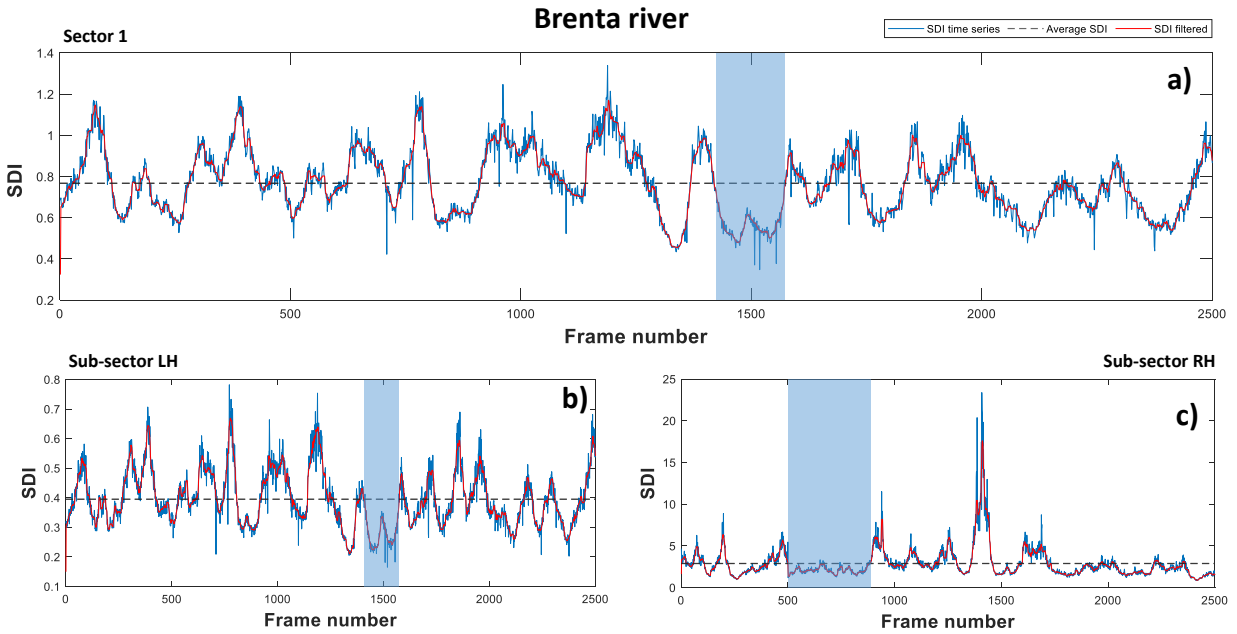 Brenta river
Sector 1
SDI time series Average SDI SDI filtered
1.4
1.2
1
0.8
0.6
0.4
0.2
SDI
a)
0 500 1000 1500 2000 2500
Frame number
Sub-sector LH
0.8
0.7
0.6
0.5
0.4
0.3
0.2
0.1
SDI
b)
0 500 1000 1500 2000 2500
Frame number
Sub-sector RH
25
20
15
10
5
0
SDI
c)
0 500 1000 1500 2000 2500
Frame number